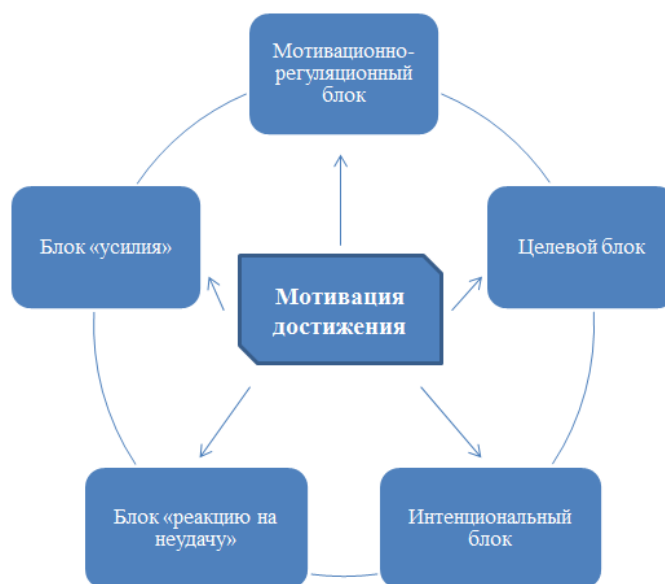 Мотивационно-
регуляционный
блок
Блок «усилия»
Целевой блок
Мотивация
достижения
Блок «реакцию на
неудачу»
Интенциональный
блок